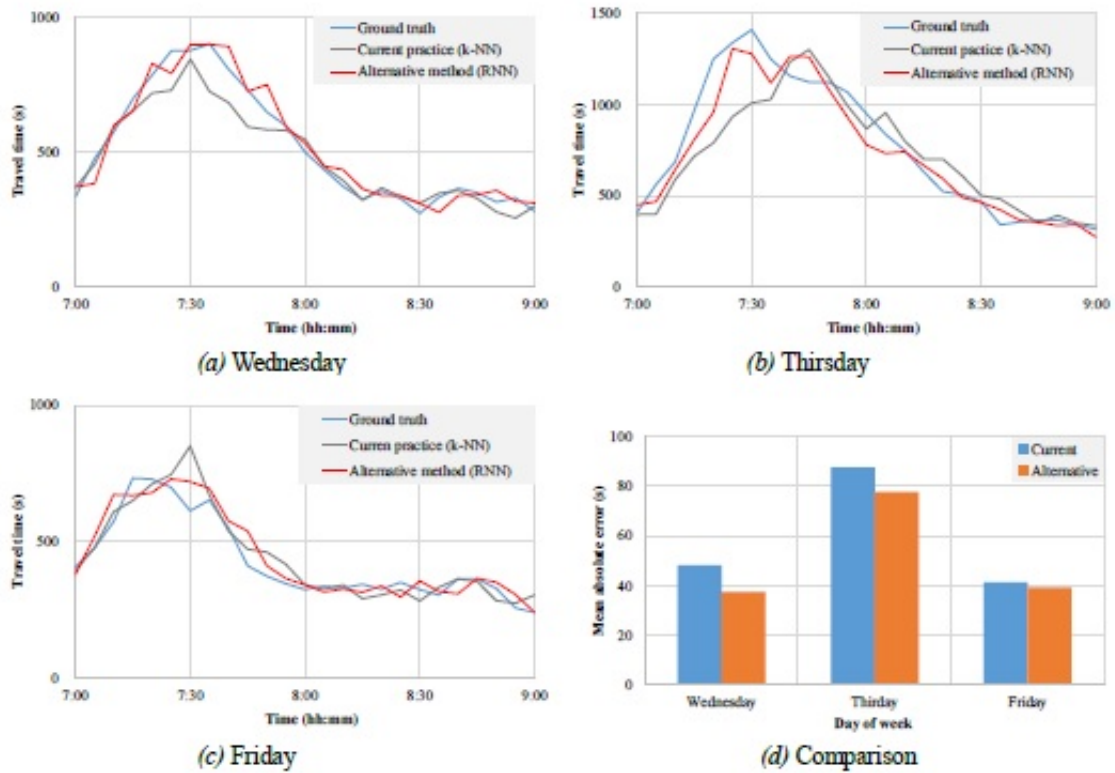 1000
500
0
Travel time (s)
Ground truth
Current practice (k-NN)
Alternative method (RNN)
7:00
7:30
8:00
8:30
9:00
Time (hh:mm)
(a) Wednesday
1500
1000
500
0
Travel time (s)
Ground truth
Current pactice (k-NN)
Alternative method (RNN)
7:00
7:30
8:00
8:30
9:00
Time (hh:mm)
(b) Thirsday
1000
500
0
Travel time (s)
Ground truth
Curren practice (k-NN)
Alternative method (RNN)
7:00
7:30
8:00
8:30
9:00
Time (hh:mm)
(c) Friday
100
80
60
40
20
0
Mean absolute error (s)
Current
Alternative
Wednesday
Thirday
Friday
Day of week
(d) Comparison